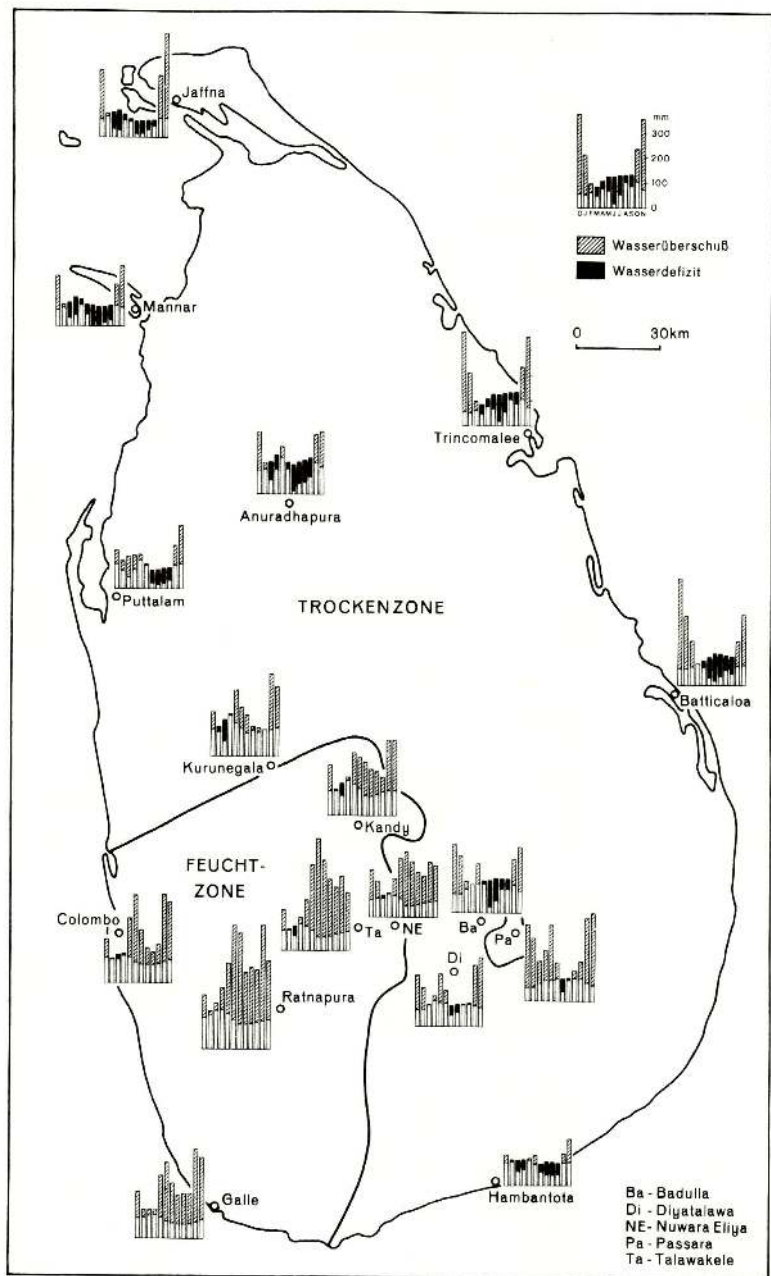 Jaffna
mm
300
200
100
0
D J F M A M J J A S O N
Wasserüberschuß
Wasserdefizit
0 30km
Mannar
Trincomalee
Anuradhapura
Puttalam
TROCKENZONE
Batticaloa
Kurunegala
Kandy
FEUCHT-
ZONE
Colombo
Ta
NE
Ba
Pa
Di
Ratnapura
Galle
Hambantota
Ba - Badulla
Di - Diyatalawa
NE - Nuwara Eliya
Pa - Passara
Ta - Talawakele